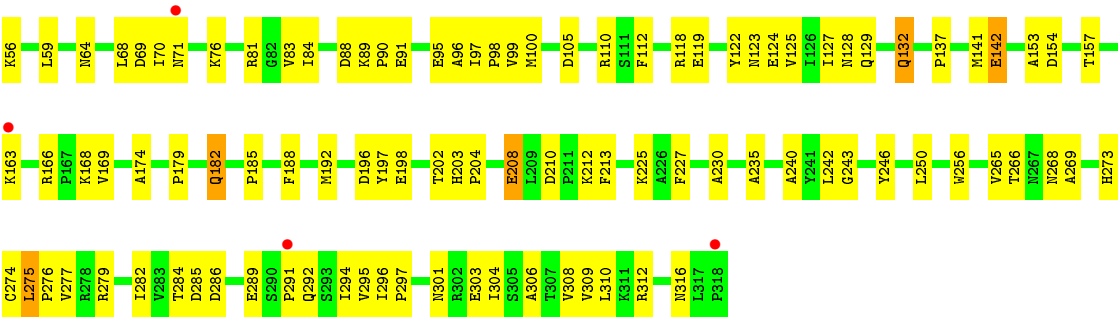 K56 L59 N64 L68 D69 I70 N71 K76 R81 G82 V83 I84 D88 K89 P90 E91 E95 A96 I97 P98 V99 M100 D105 R110 S111 F112 R118 E119 Y122 N123 E124 V125 I126 I127 N128 Q129 Q132 P137 M141 E142 A153 D154 T157
K163 R166 P167 K168 V169 A174 P179 Q182 P185 F188 M192 D196 Y197 E198 T202 H203 P204 E208 L209 D210 P211 K212 F213 K225 A226 F227 A230 A235 A240 Y241 L242 G243 Y246 L250 W256 V265 T266 N267 N268 A269 H273
C274 L275 P276 V277 R278 R279 I282 V283 T284 D285 D286 E289 S290 P291 Q292 S293 I294 V295 I296 P297 N301 R302 E303 I304 S305 A306 T307 V308 V309 L310 K311 R312 N316 L317 P318